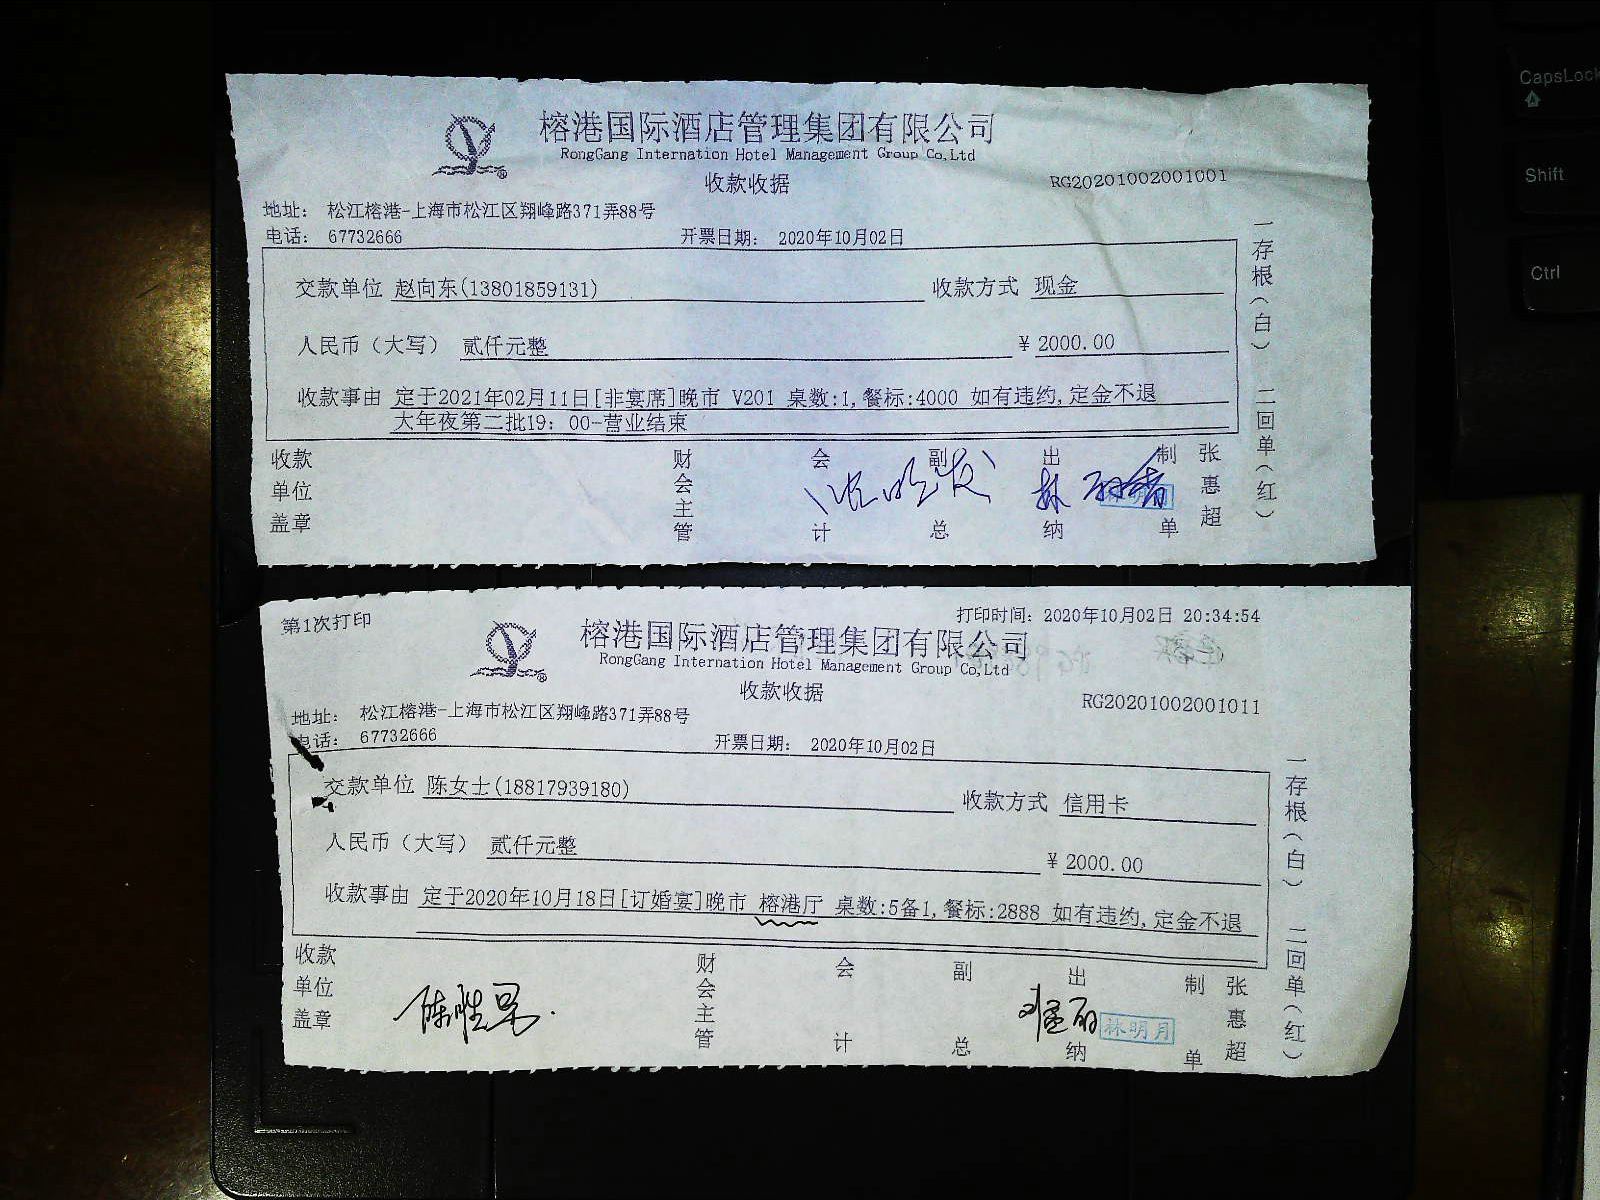 榕港国际酒店管理集团有限公司
RongGang Internation Hotel Management Group Co,Ltd
收款收据
RG20201002001001
地址： 松江榕港-上海市松江区翔峰路371弄88号
电话： 67732666 开票日期： 2020年10月02日
交款单位 赵向东(13801859131) 收款方式 现金
人民币（大写） 贰仟元整 ¥ 2000.00
收款事由 定于2021年02月11日[非宴席]晚市 V201 桌数:1,餐标:4000 如有违约,定金不退
大年夜第二批19：00-营业结束
收款单位盖章 财会主管 会计 副总 出纳 林明月 制单 张惠超
一存根(白) 二回单(红)
第1次打印 打印时间: 2020年10月02日 20:34:54
榕港国际酒店管理集团有限公司
RongGang Internation Hotel Management Group Co,Ltd
收款收据
RG20201002001011
地址： 松江榕港-上海市松江区翔峰路371弄88号
电话： 67732666 开票日期： 2020年10月02日
交款单位 陈女士(18817939180) 收款方式 信用卡
人民币（大写） 贰仟元整 ¥ 2000.00
收款事由 定于2020年10月18日[订婚宴]晚市 榕港厅 桌数:5备1,餐标:2888 如有违约,定金不退
收款单位盖章 财会主管 会计 副总 出纳 林明月 制单 张惠超
一存根(白) 二回单(红)
CapsLock
Shift
Ctrl